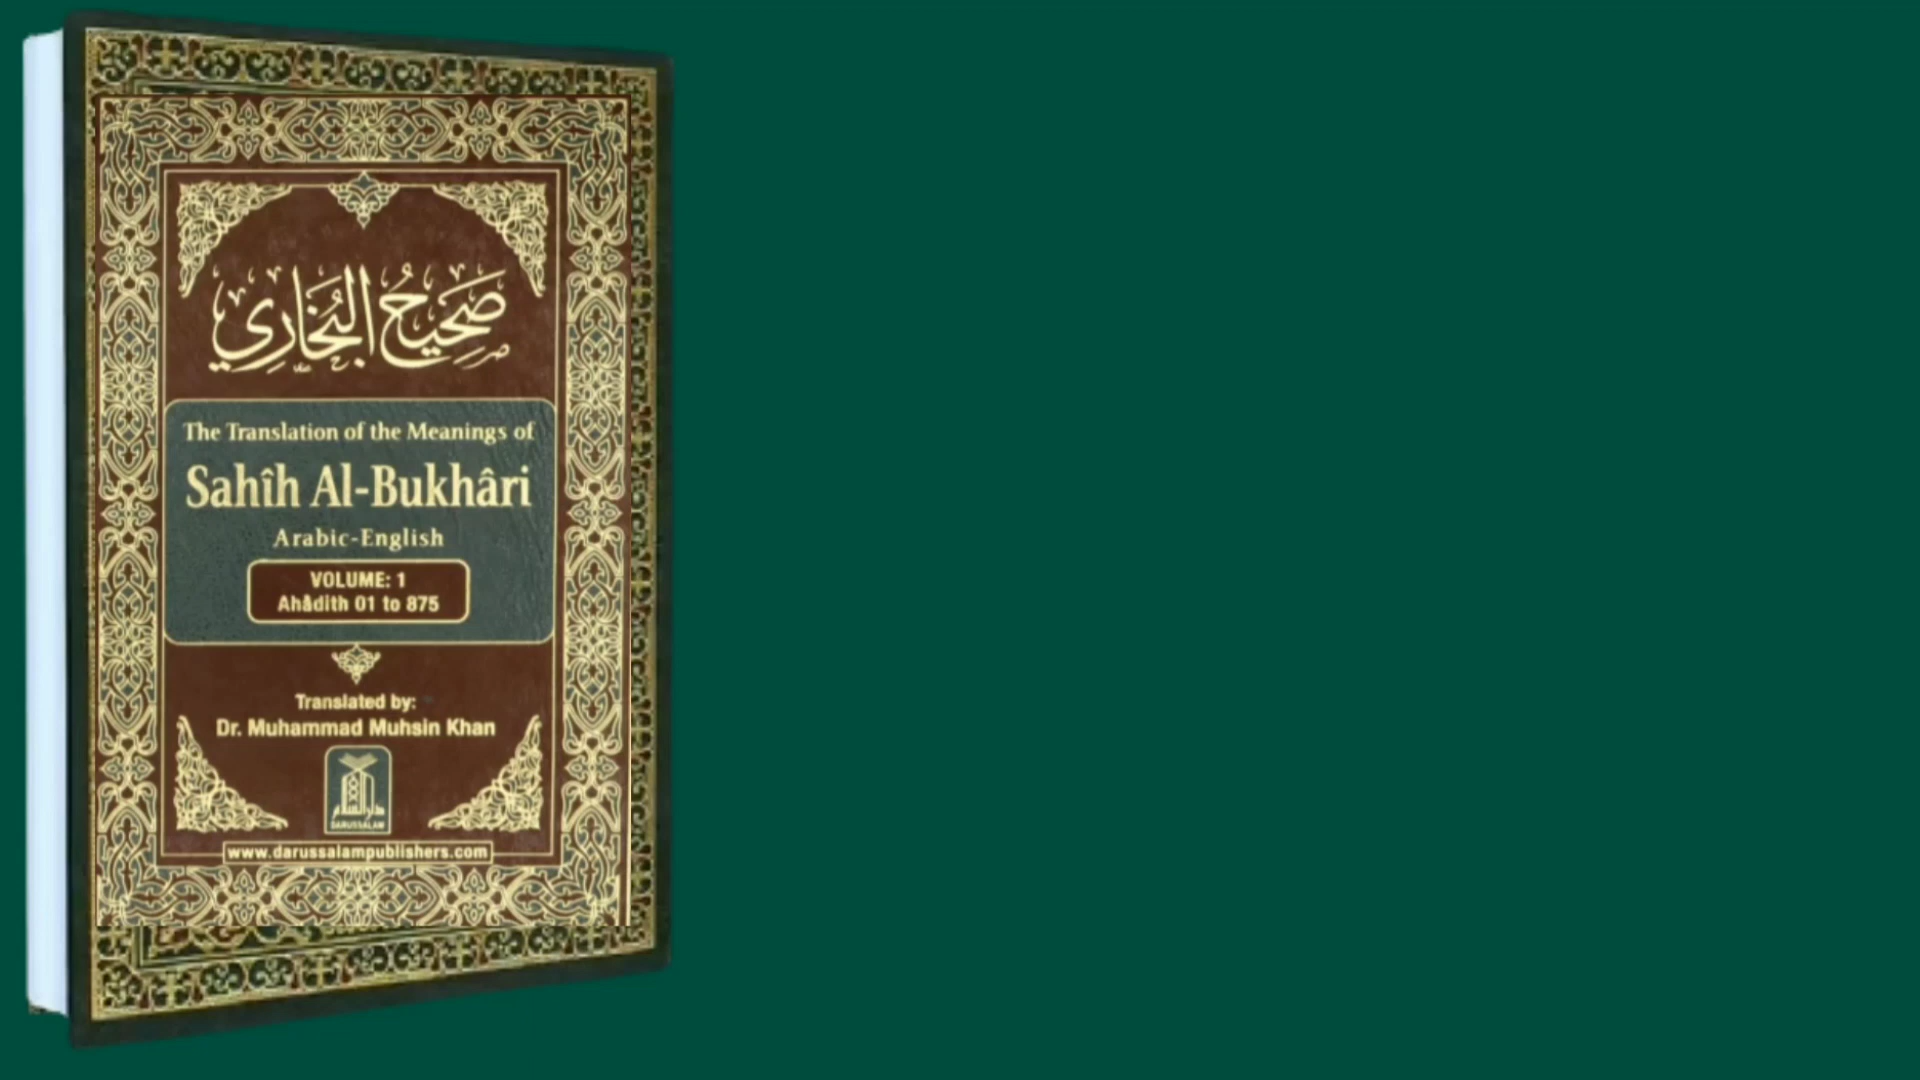 صَحِيحُ البُخَارِي
The Translation of the Meanings of
Sahîh Al-Bukhâri
Arabic-English
VOLUME: 1
Ahâdith 01 to 875
Translated by:
Dr. Muhammad Muhsin Khan
دارالسلام
DARUSSALAM
www.darussalampublishers.com